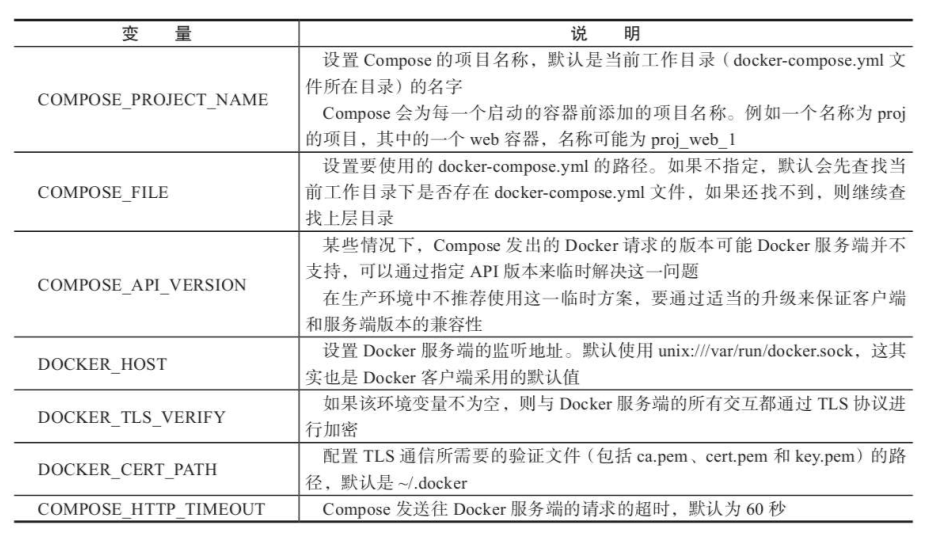 变 量 说 明
COMPOSE_PROJECT_NAME
设置 Compose 的项目名称，默认是当前工作目录（docker-compose.yml 文
件所在目录）的名字
Compose 会为每一个启动的容器前添加的项目名称。例如一个名称为 proj
的项目，其中的一个 web 容器，名称可能为 proj_web_1
COMPOSE_FILE
设置要使用的 docker-compose.yml 的路径。如果不指定，默认会先查找当
前工作目录下是否存在 docker-compose.yml 文件，如果还找不到，则继续查
找上层目录
COMPOSE_API_VERSION
某些情况下，Compose 发出的 Docker 请求的版本可能 Docker 服务端并不
支持，可以通过指定 API 版本来临时解决这一问题
在生产环境中不推荐使用这一临时方案，要通过适当的升级来保证客户端
和服务端版本的兼容性
DOCKER_HOST
设置 Docker 服务端的监听地址。默认使用 unix:///var/run/docker.sock，这其
实也是 Docker 客户端采用的默认值
DOCKER_TLS_VERIFY
如果该环境变量不为空，则与 Docker 服务端的所有交互都通过 TLS 协议进
行加密
DOCKER_CERT_PATH
配置 TLS 通信所需要的验证文件（包括 ca.pem、cert.pem 和 key.pem）的路
径，默认是 ~/.docker
COMPOSE_HTTP_TIMEOUT
Compose 发送往 Docker 服务端的请求的超时，默认为 60 秒